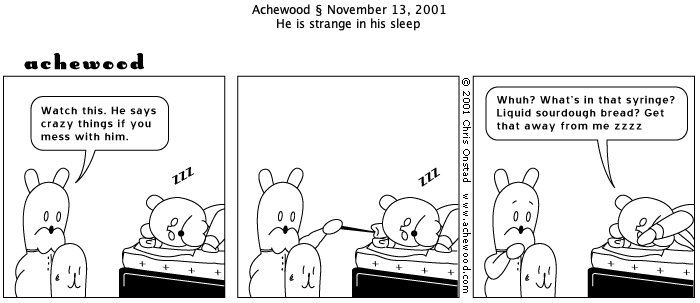 Achewood § November 13, 2001
He is strange in his sleep
achewood
Watch this. He says
crazy things if you
mess with him.
zzz
zzz
© 2001 Chris Onstad www.achewood.com
Whuh? What's in that syringe?
Liquid sourdough bread? Get
that away from me zzzz